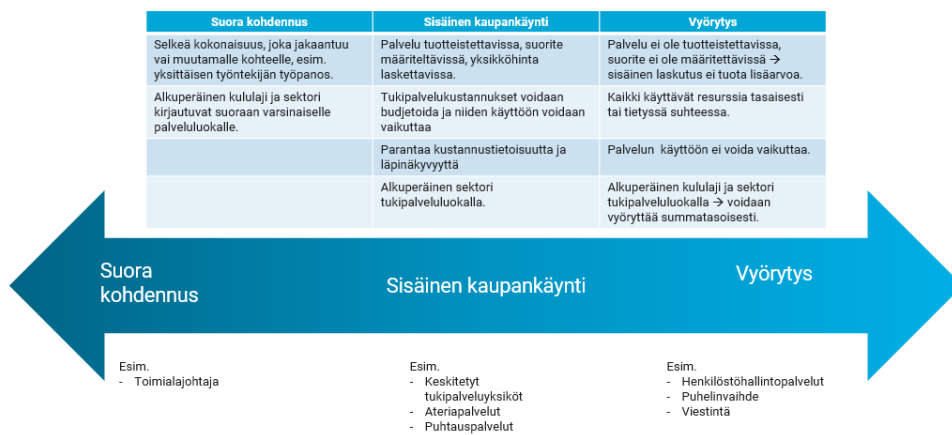 Suora kohdennus
Sisäinen kaupankäynti
Vyörytys
Selkeä kokonaisuus, joka jakaantuu
vai muutamalle kohteelle, esim.
yksittäisen työntekijän työpanos.
Palvelu tuotteistettavissa, suorite
määriteltävissä, yksikköhinta
laskettavissa.
Palvelu ei ole tuotteistettavissa,
suorite ei ole määritettävissä →
sisäinen laskutus ei tuota lisäarvoa.
Alkuperäinen kululaji ja sektori
kirjautuvat suoraan varsinaiselle
palveluluokalle.
Tukipalvelukustannukset voidaan
budjetoida ja niiden käyttöön voidaan
vaikuttaa
Kaikki käyttävät resurssia tasaisesti
tai tietyssä suhteessa.
Parantaa kustannustietoisuutta ja
läpinäkyvyyttä
Palvelun käyttöön ei voida vaikuttaa.
Alkuperäinen sektori
tukipalveluluokalla.
Alkuperäinen kululaji ja sektori
tukipalveluluokalla → voidaan
vyöryttää summatasoisesti.
Suora
kohdennus
Sisäinen kaupankäynti
Vyörytys
Esim.
- Toimialajohtaja
Esim.
- Keskitetyt
tukipalveluyksiköt
- Ateriapalvelut
- Puhtauspalvelut
Esim.
- Henkilöstöhallintopalvelut
- Puhelinvaihde
- Viestintä